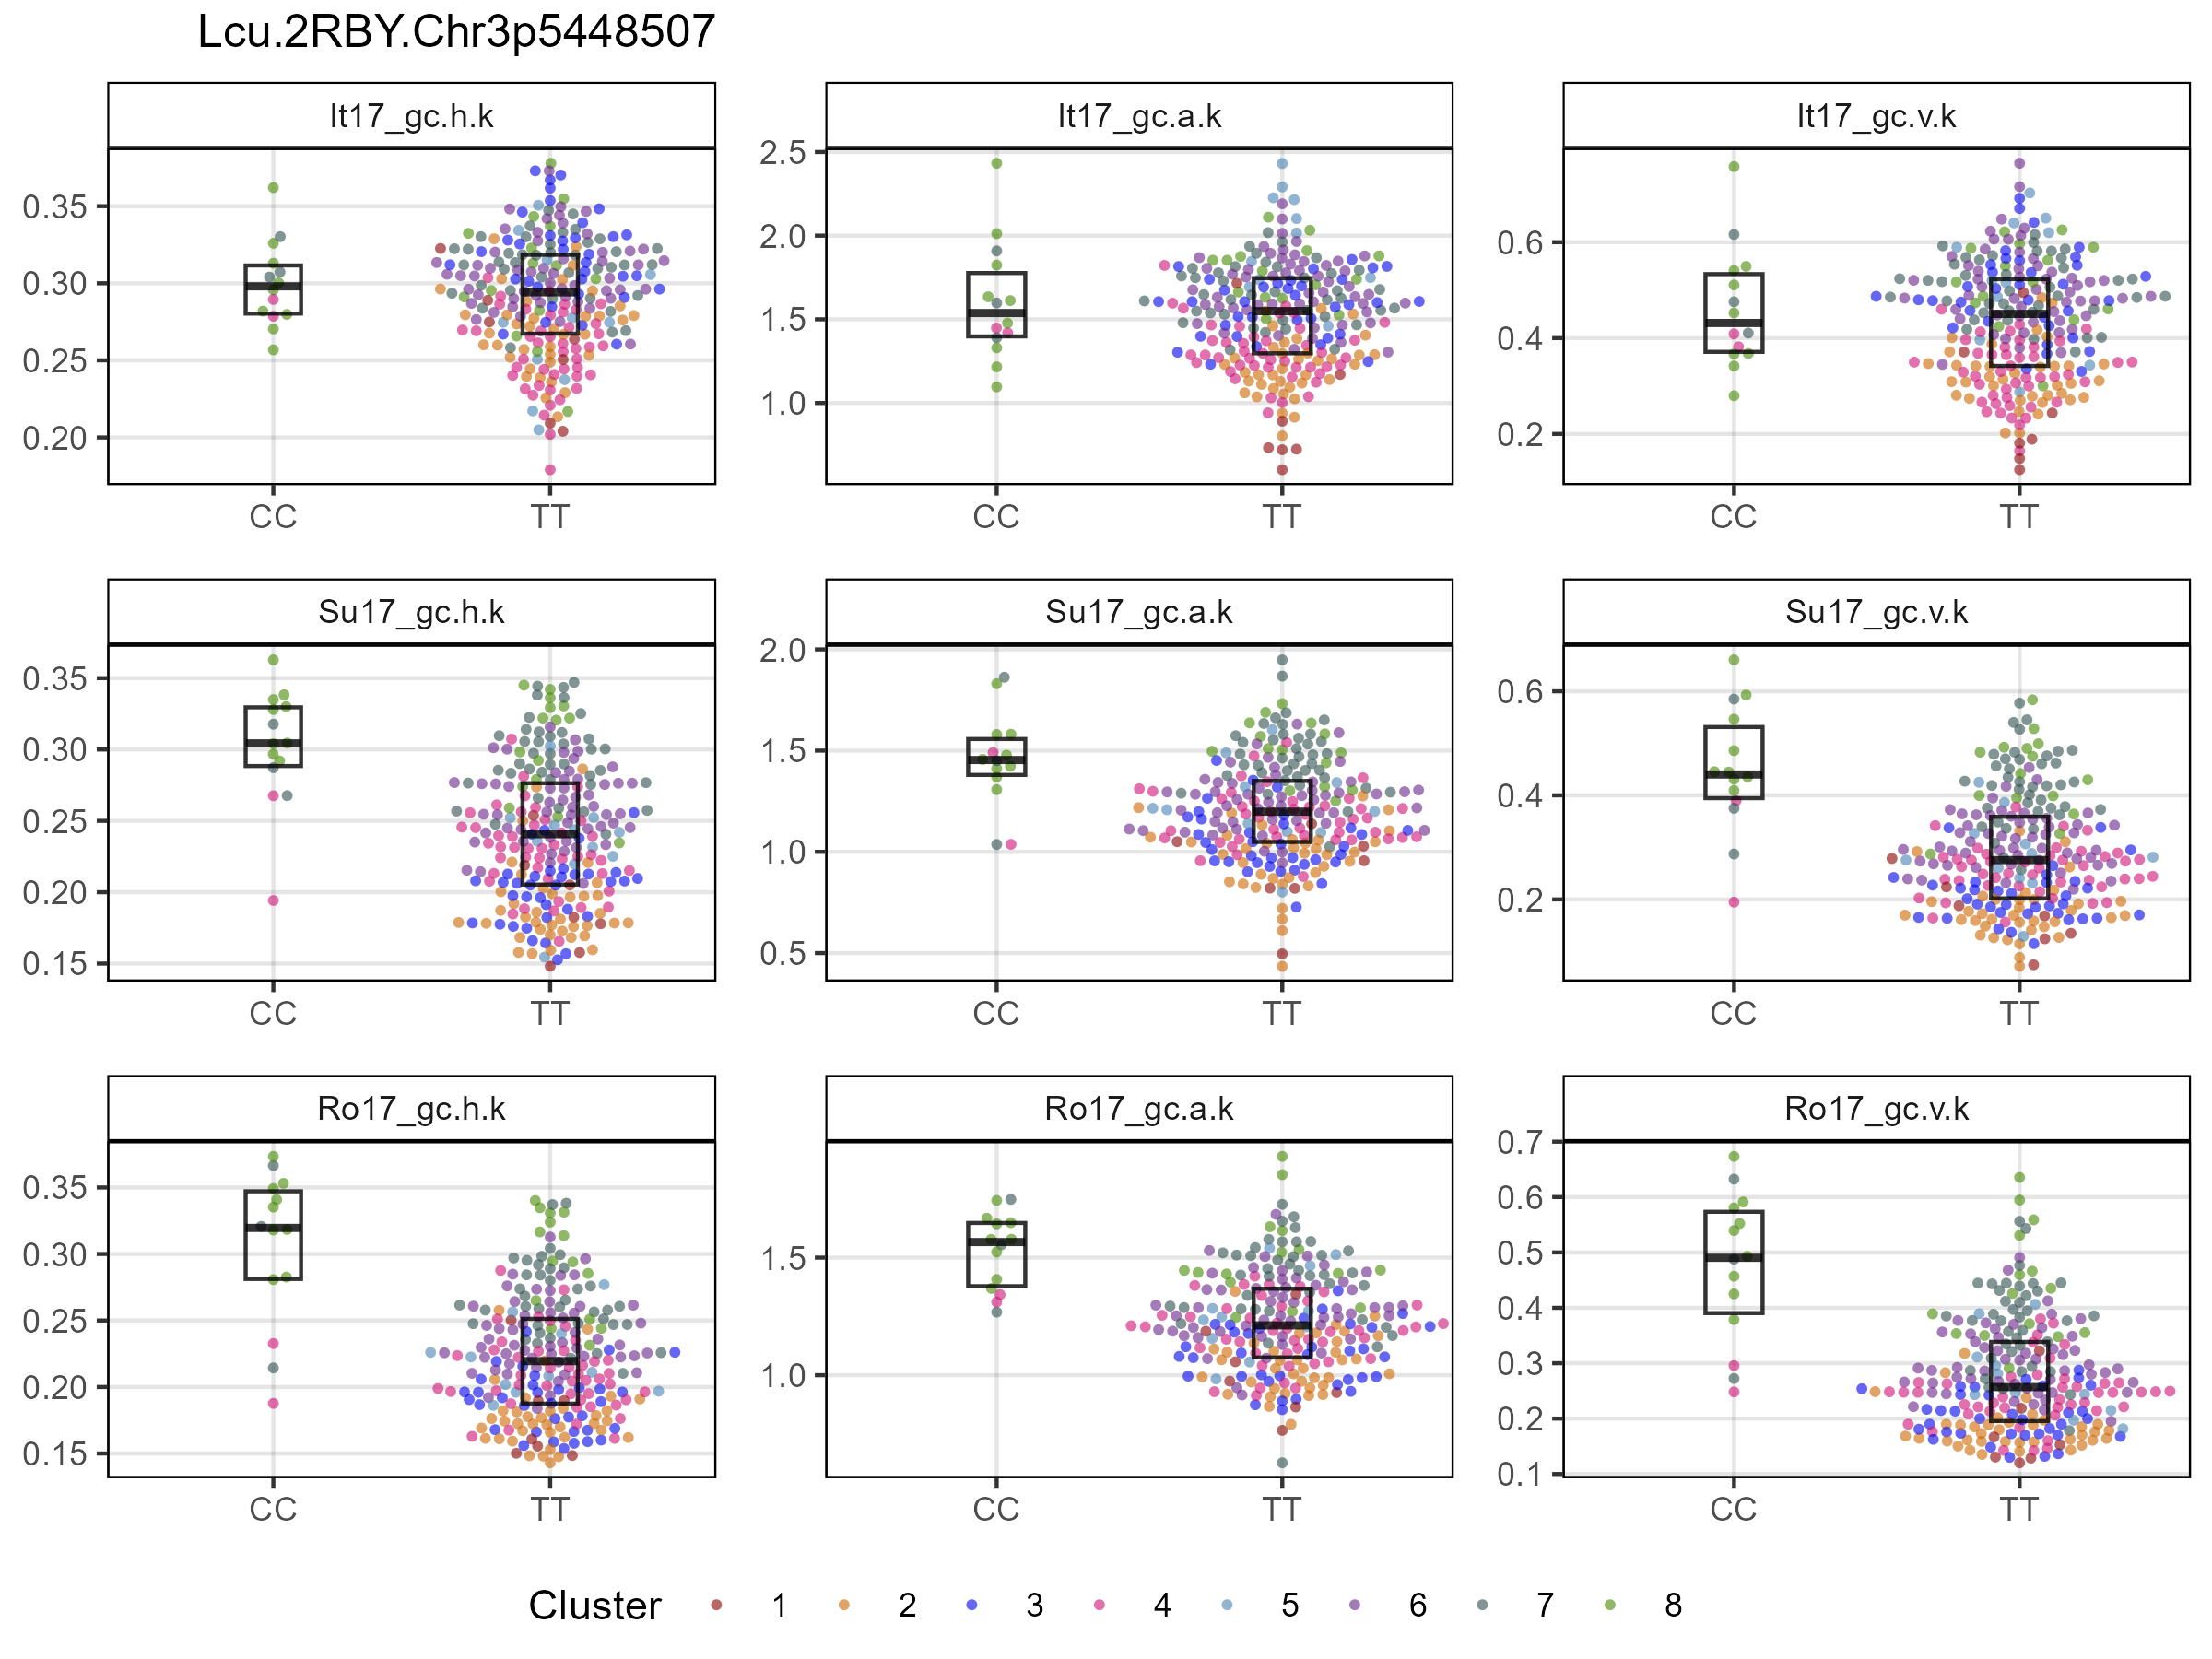 Lcu.2RBY.Chr3p5448507
It17_gc.h.k It17_gc.a.k It17_gc.v.k
0.35 0.30 0.25 0.20
2.5 2.0 1.5 1.0
0.6 0.4 0.2
CC TT CC TT CC TT
Su17_gc.h.k Su17_gc.a.k Su17_gc.v.k
0.35 0.30 0.25 0.20 0.15
2.0 1.5 1.0 0.5
0.6 0.4 0.2
CC TT CC TT CC TT
Ro17_gc.h.k Ro17_gc.a.k Ro17_gc.v.k
0.35 0.30 0.25 0.20 0.15
1.5 1.0
0.7 0.6 0.5 0.4 0.3 0.2 0.1
CC TT CC TT CC TT
Cluster 1 2 3 4 5 6 7 8